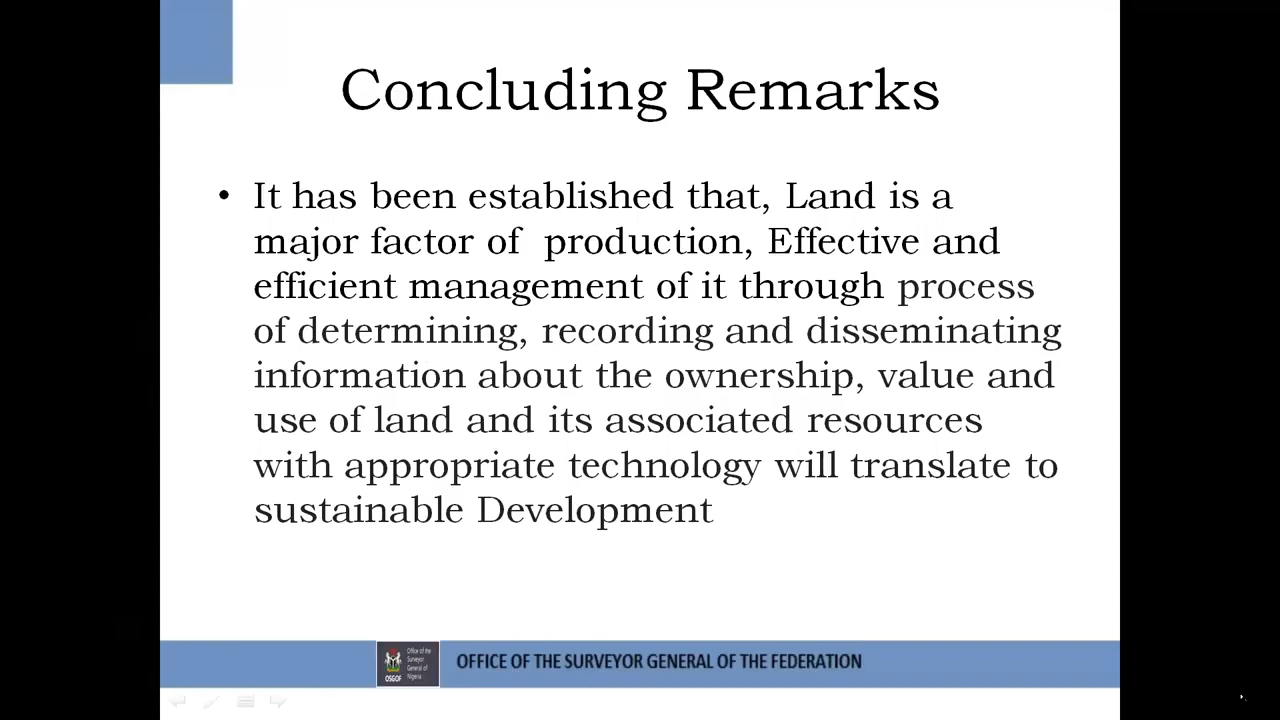 Concluding Remarks
• It has been established that, Land is a
major factor of  production, Effective and
efficient management of it through process
of determining, recording and disseminating
information about the ownership, value and
use of land and its associated resources
with appropriate technology will translate to
sustainable Development
Office of the
Surveyor
General of
Nigeria
OSGOF
OFFICE OF THE SURVEYOR GENERAL OF THE FEDERATION